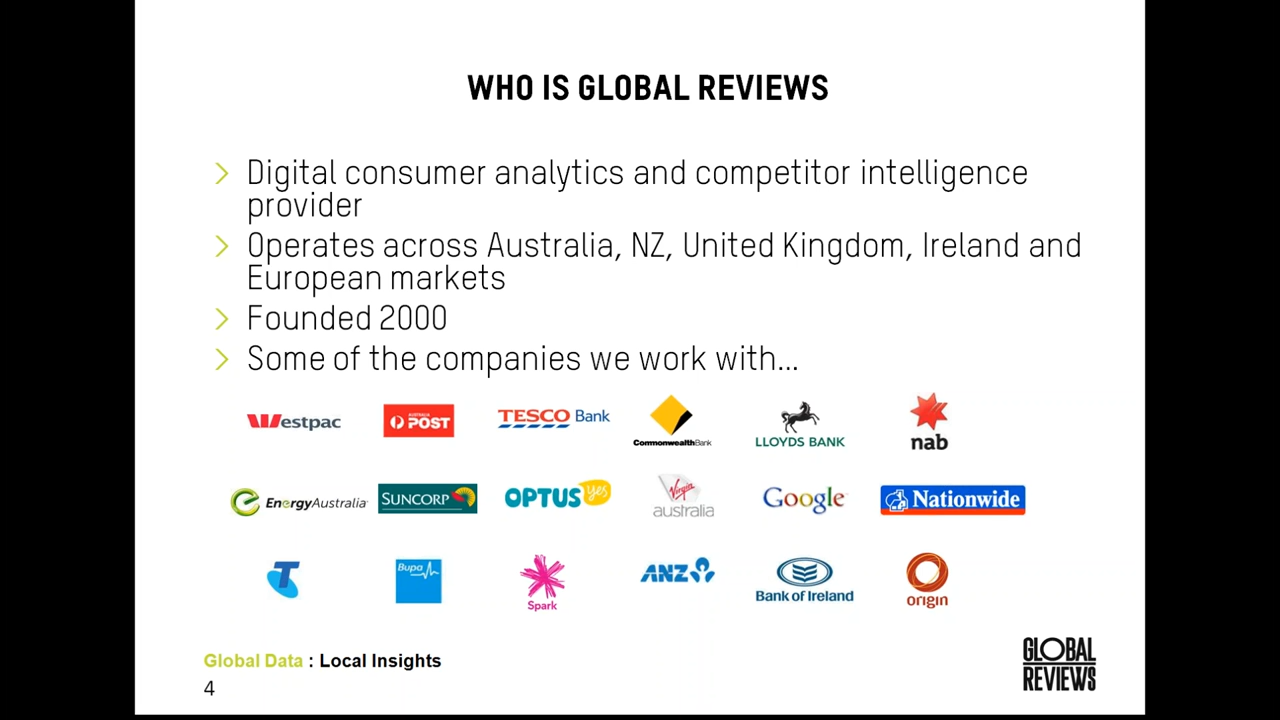 WHO IS GLOBAL REVIEWS
Digital consumer analytics and competitor intelligence
provider
Operates across Australia, NZ, United Kingdom, Ireland and
European markets
Founded 2000
Some of the companies we work with...
Westpac
AUSTRALIA
POST
TESCO Bank
CommonwealthBank
LLOYDS BANK
nab
EnergyAustralia
SUNCORP
OPTUS yes
Virgin
australia
Google
Nationwide
T
Bupa
Spark
ANZ
Bank of Ireland
origin
Global Data : Local Insights
4
GLOBAL
REVIEWS